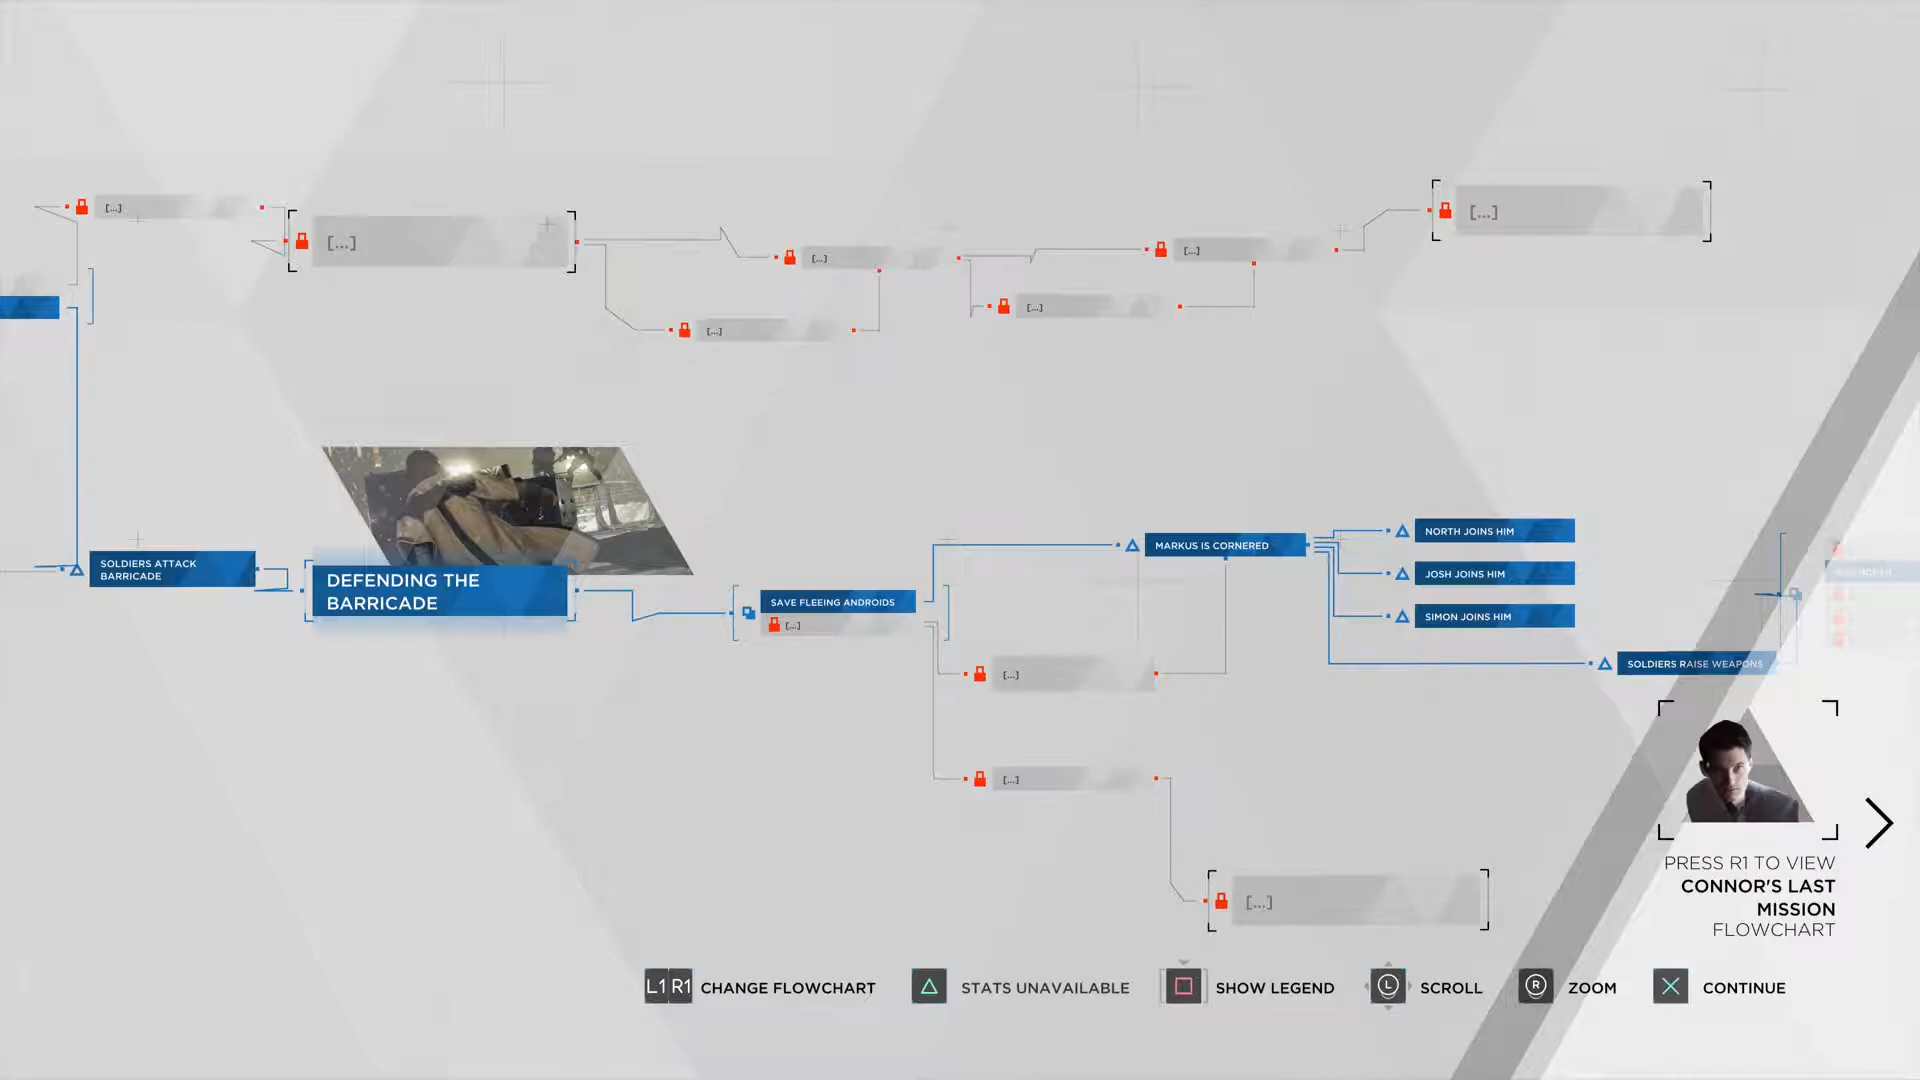 [...]
[...]
[...]
[...]
[...]
[...]
[...]
NORTH JOINS HIM
MARKUS IS CORNERED
SOLDIERS ATTACK
BARRICADE
JOSH JOINS HIM
DEFENDING THE
BARRICADE
SAVE FLEEING ANDROIDS
[...]
SIMON JOINS HIM
SOLDIERS RAISE WEAPONS
[...]
[...]
[...]
PRESS R1 TO VIEW
CONNOR'S LAST
MISSION
FLOWCHART
L1 R1 CHANGE FLOWCHART
STATS UNAVAILABLE
SHOW LEGEND
L SCROLL
R ZOOM
CONTINUE